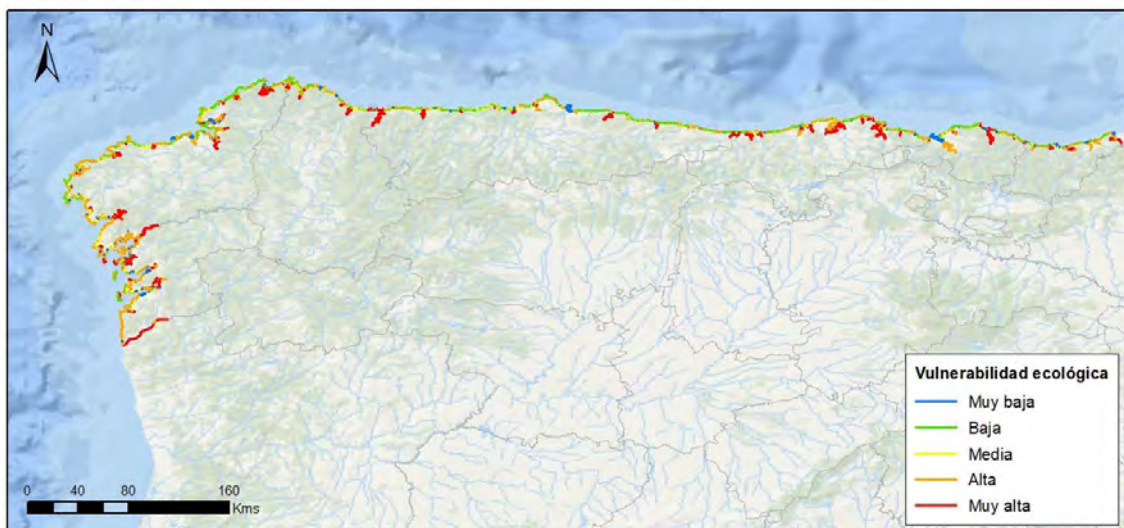 N
Vulnerabilidad ecológica
Muy baja
Baja
Media
Alta
Muy alta
0 40 80 160
Kms